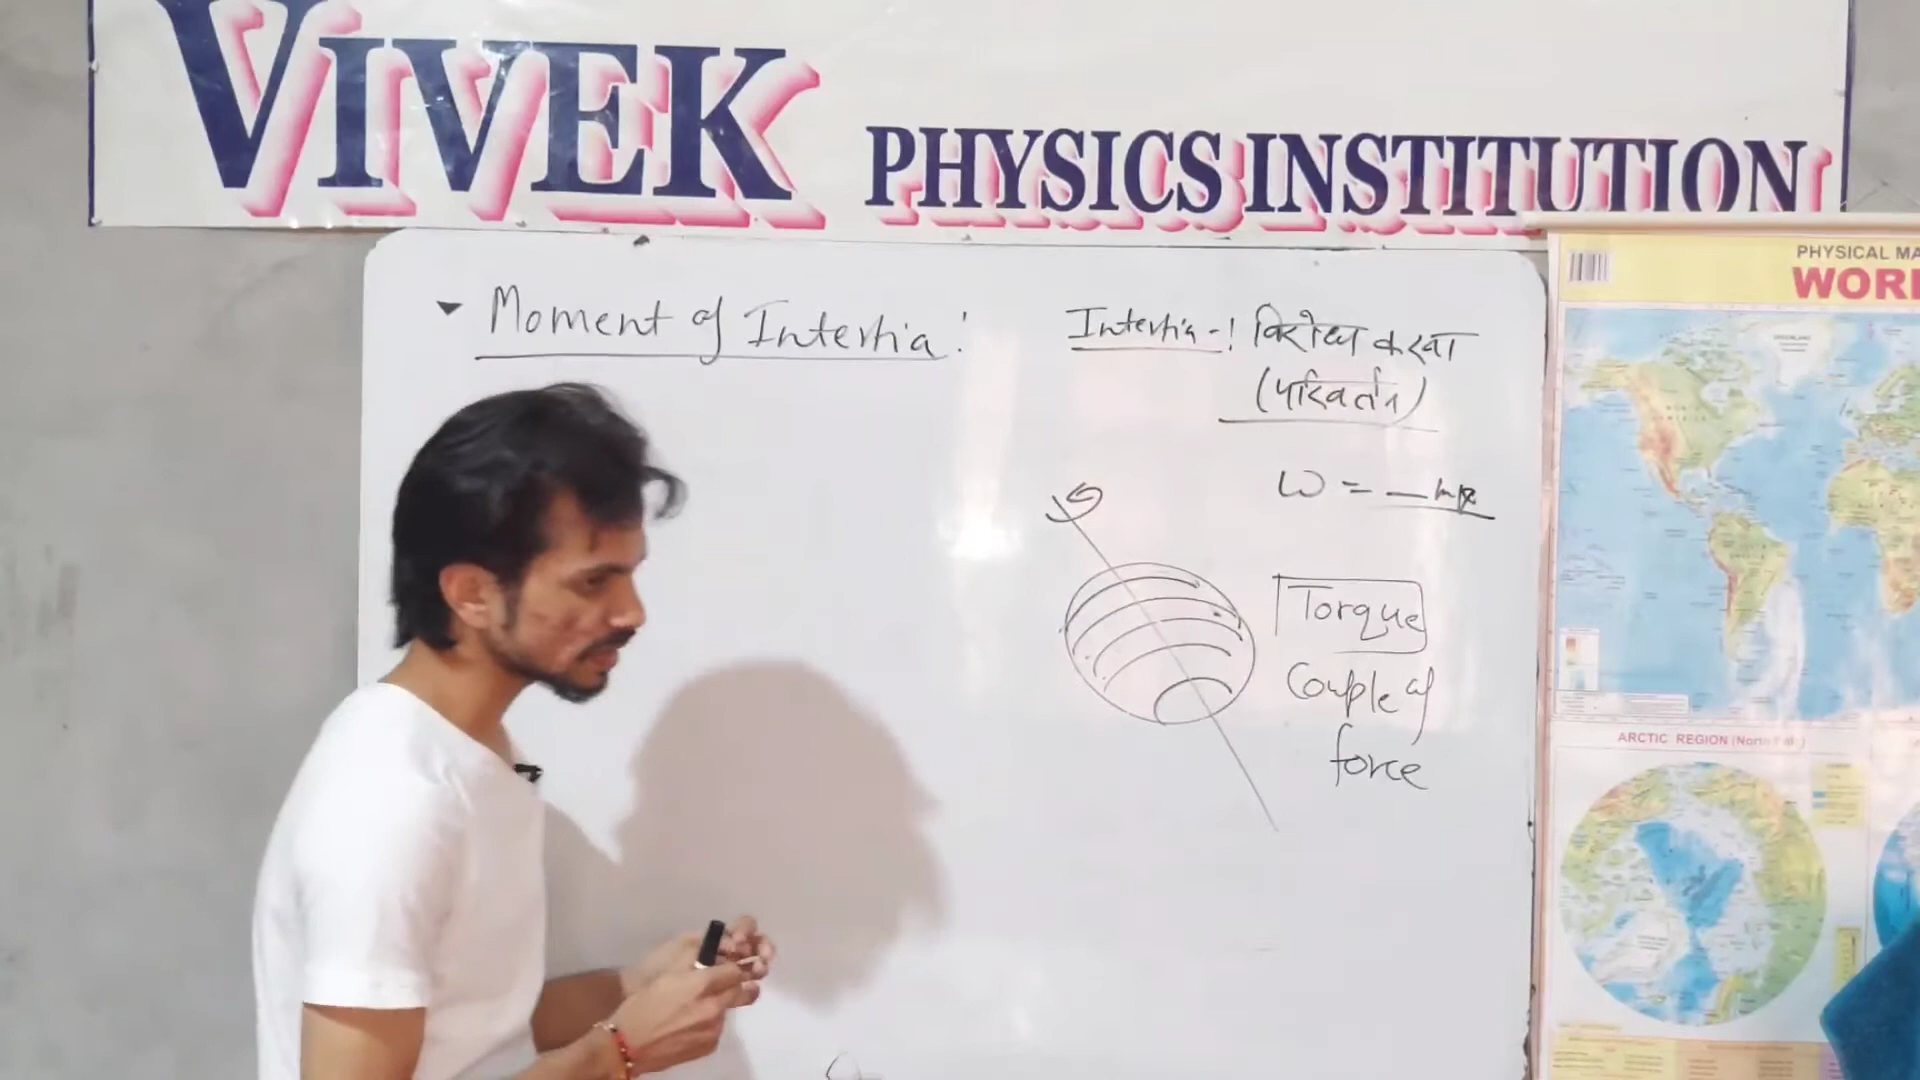 VIVEK PHYSICS INSTITUTION
Moment of Intertia :
Intertia - ! विरोध करना
(परिवर्तन)
ω =
Torque
Couple of
force
PHYSICAL MA
WORL
ARCTIC REGION